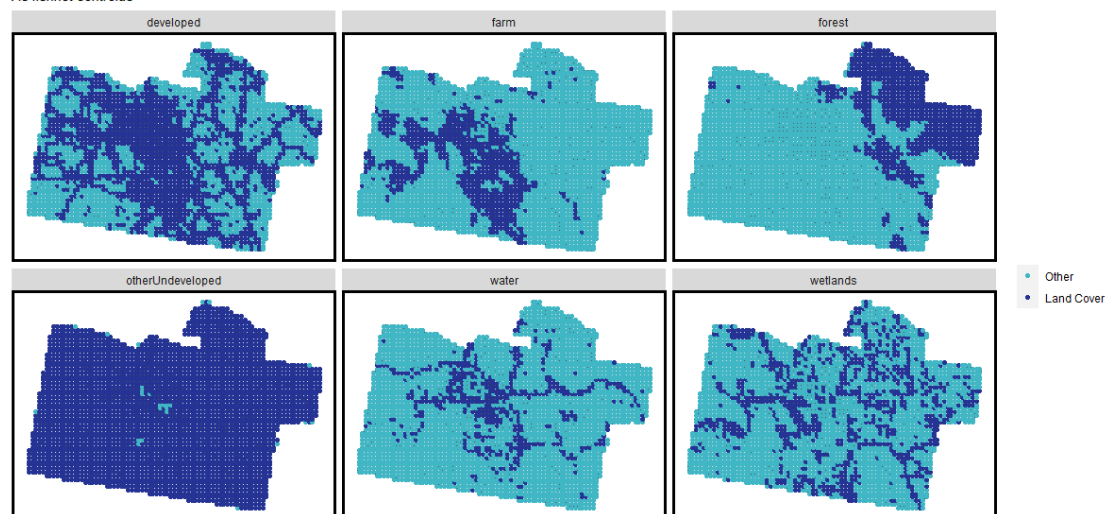 developed
farm
forest
otherUndeveloped
water
wetlands
Other
Land Cover